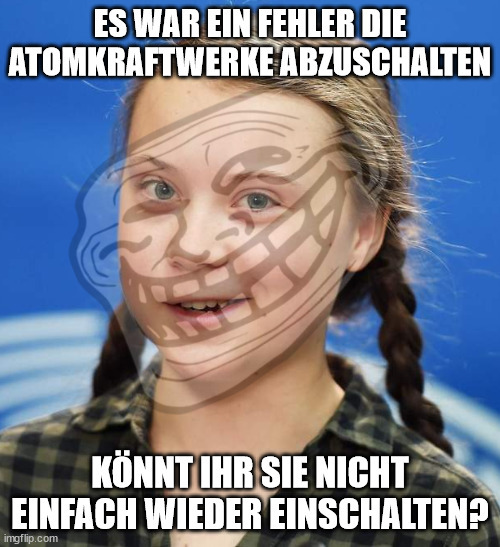 ES WAR EIN FEHLER DIE
ATOMKRAFTWERKE ABZUSCHALTEN
KÖNNT IHR SIE NICHT
EINFACH WIEDER EINSCHALTEN?
imgflip.com